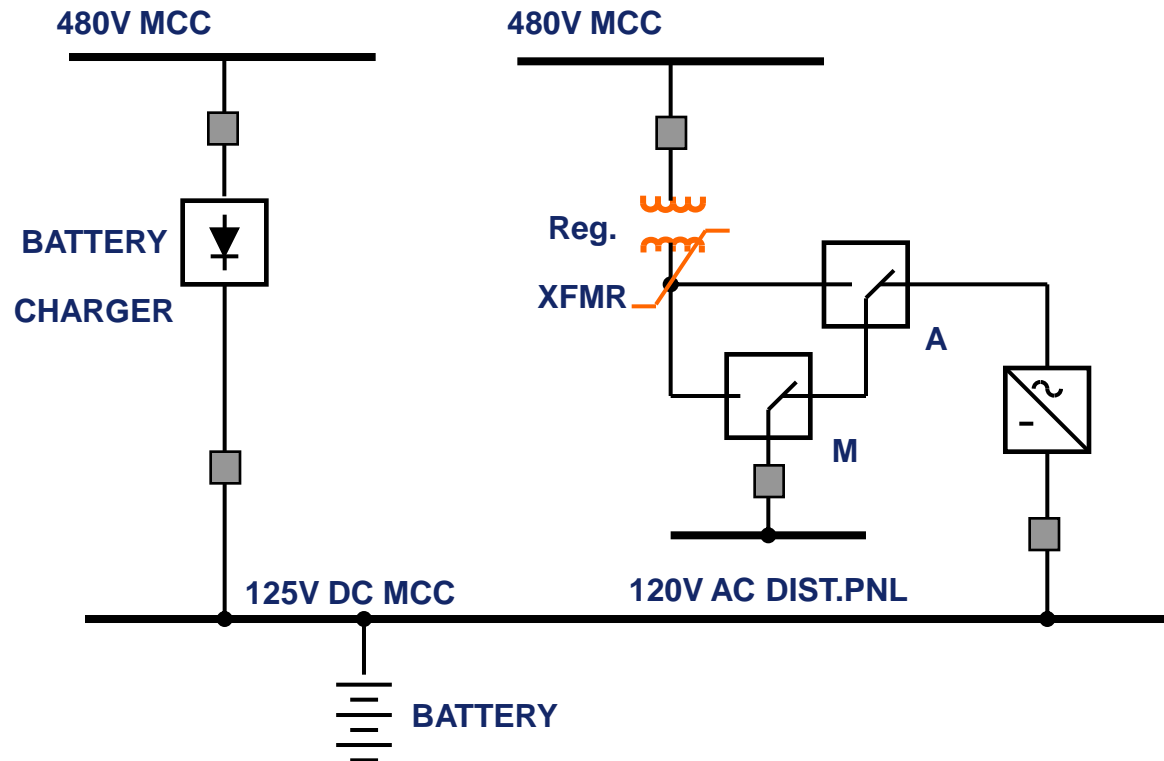 480V MCC
480V MCC
Reg.
XFMR
BATTERY
CHARGER
A
M
125V DC MCC
120V AC DIST.PNL
BATTERY